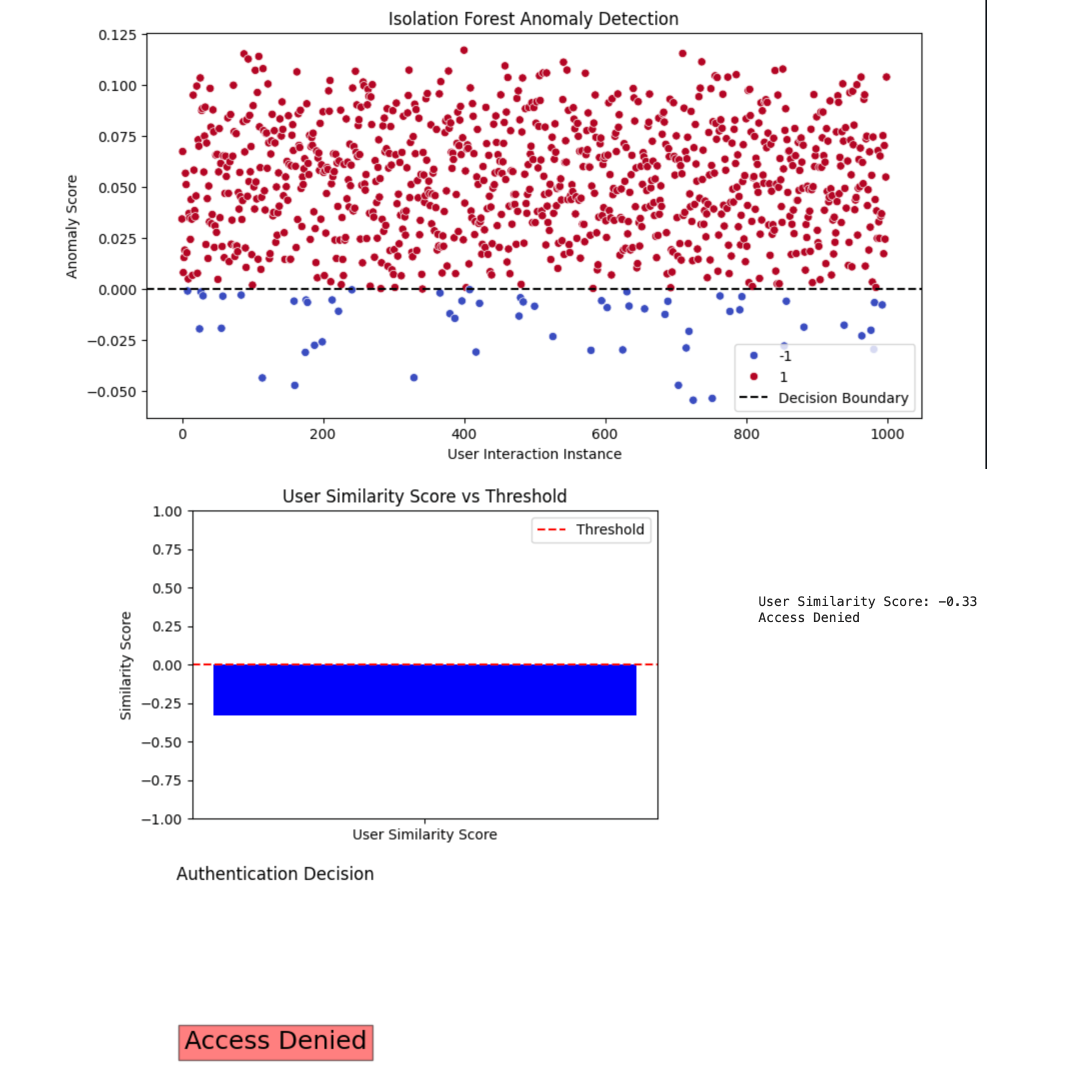 Isolation Forest Anomaly Detection
0.125
0.100
0.075
0.050
0.025
0.000
−0.025
−0.050
Anomaly Score
-1
1
Decision Boundary
0 200 400 600 800 1000
User Interaction Instance
User Similarity Score vs Threshold
1.00
0.75
0.50
0.25
0.00
−0.25
−0.50
−0.75
−1.00
Similarity Score
Threshold
User Similarity Score
User Similarity Score: -0.33
Access Denied
Authentication Decision
Access Denied